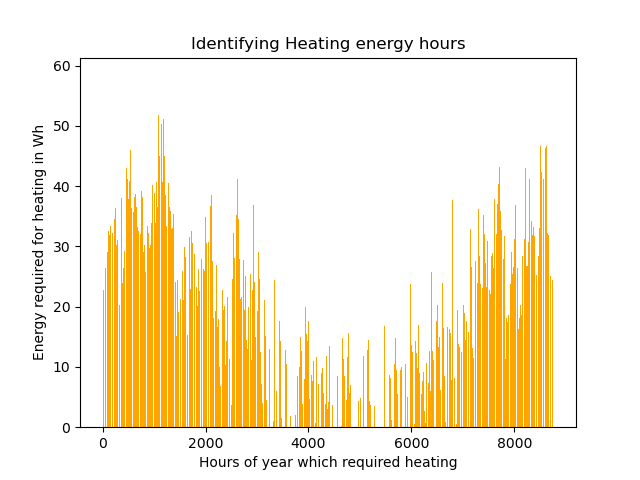 Identifying Heating energy hours
60
50
40
30
20
10
0
Energy required for heating in Wh
0 2000 4000 6000 8000
Hours of year which required heating